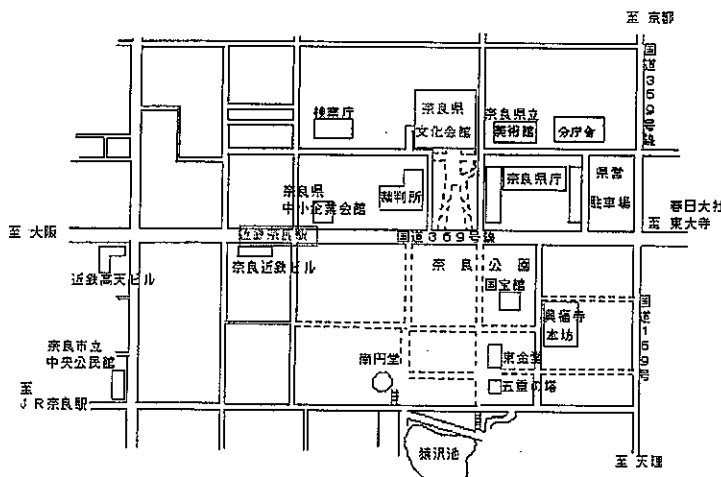 至 京都
国道369号線
検察庁
奈良県
文化会館
奈良県立
美術館
分庁舎
奈良県
中小企業会館
裁判所
奈良県庁
県営
駐車場
春日大社
至 東大寺
至 大阪
近鉄奈良駅
国道369号線
近鉄高天ビル
奈良近鉄ビル
奈良公園
国宝館
興福寺
本坊
国道169号
奈良市立
中央公民館
南円堂
東金堂
至
JR奈良駅
五重の塔
猿沢池
至 天理